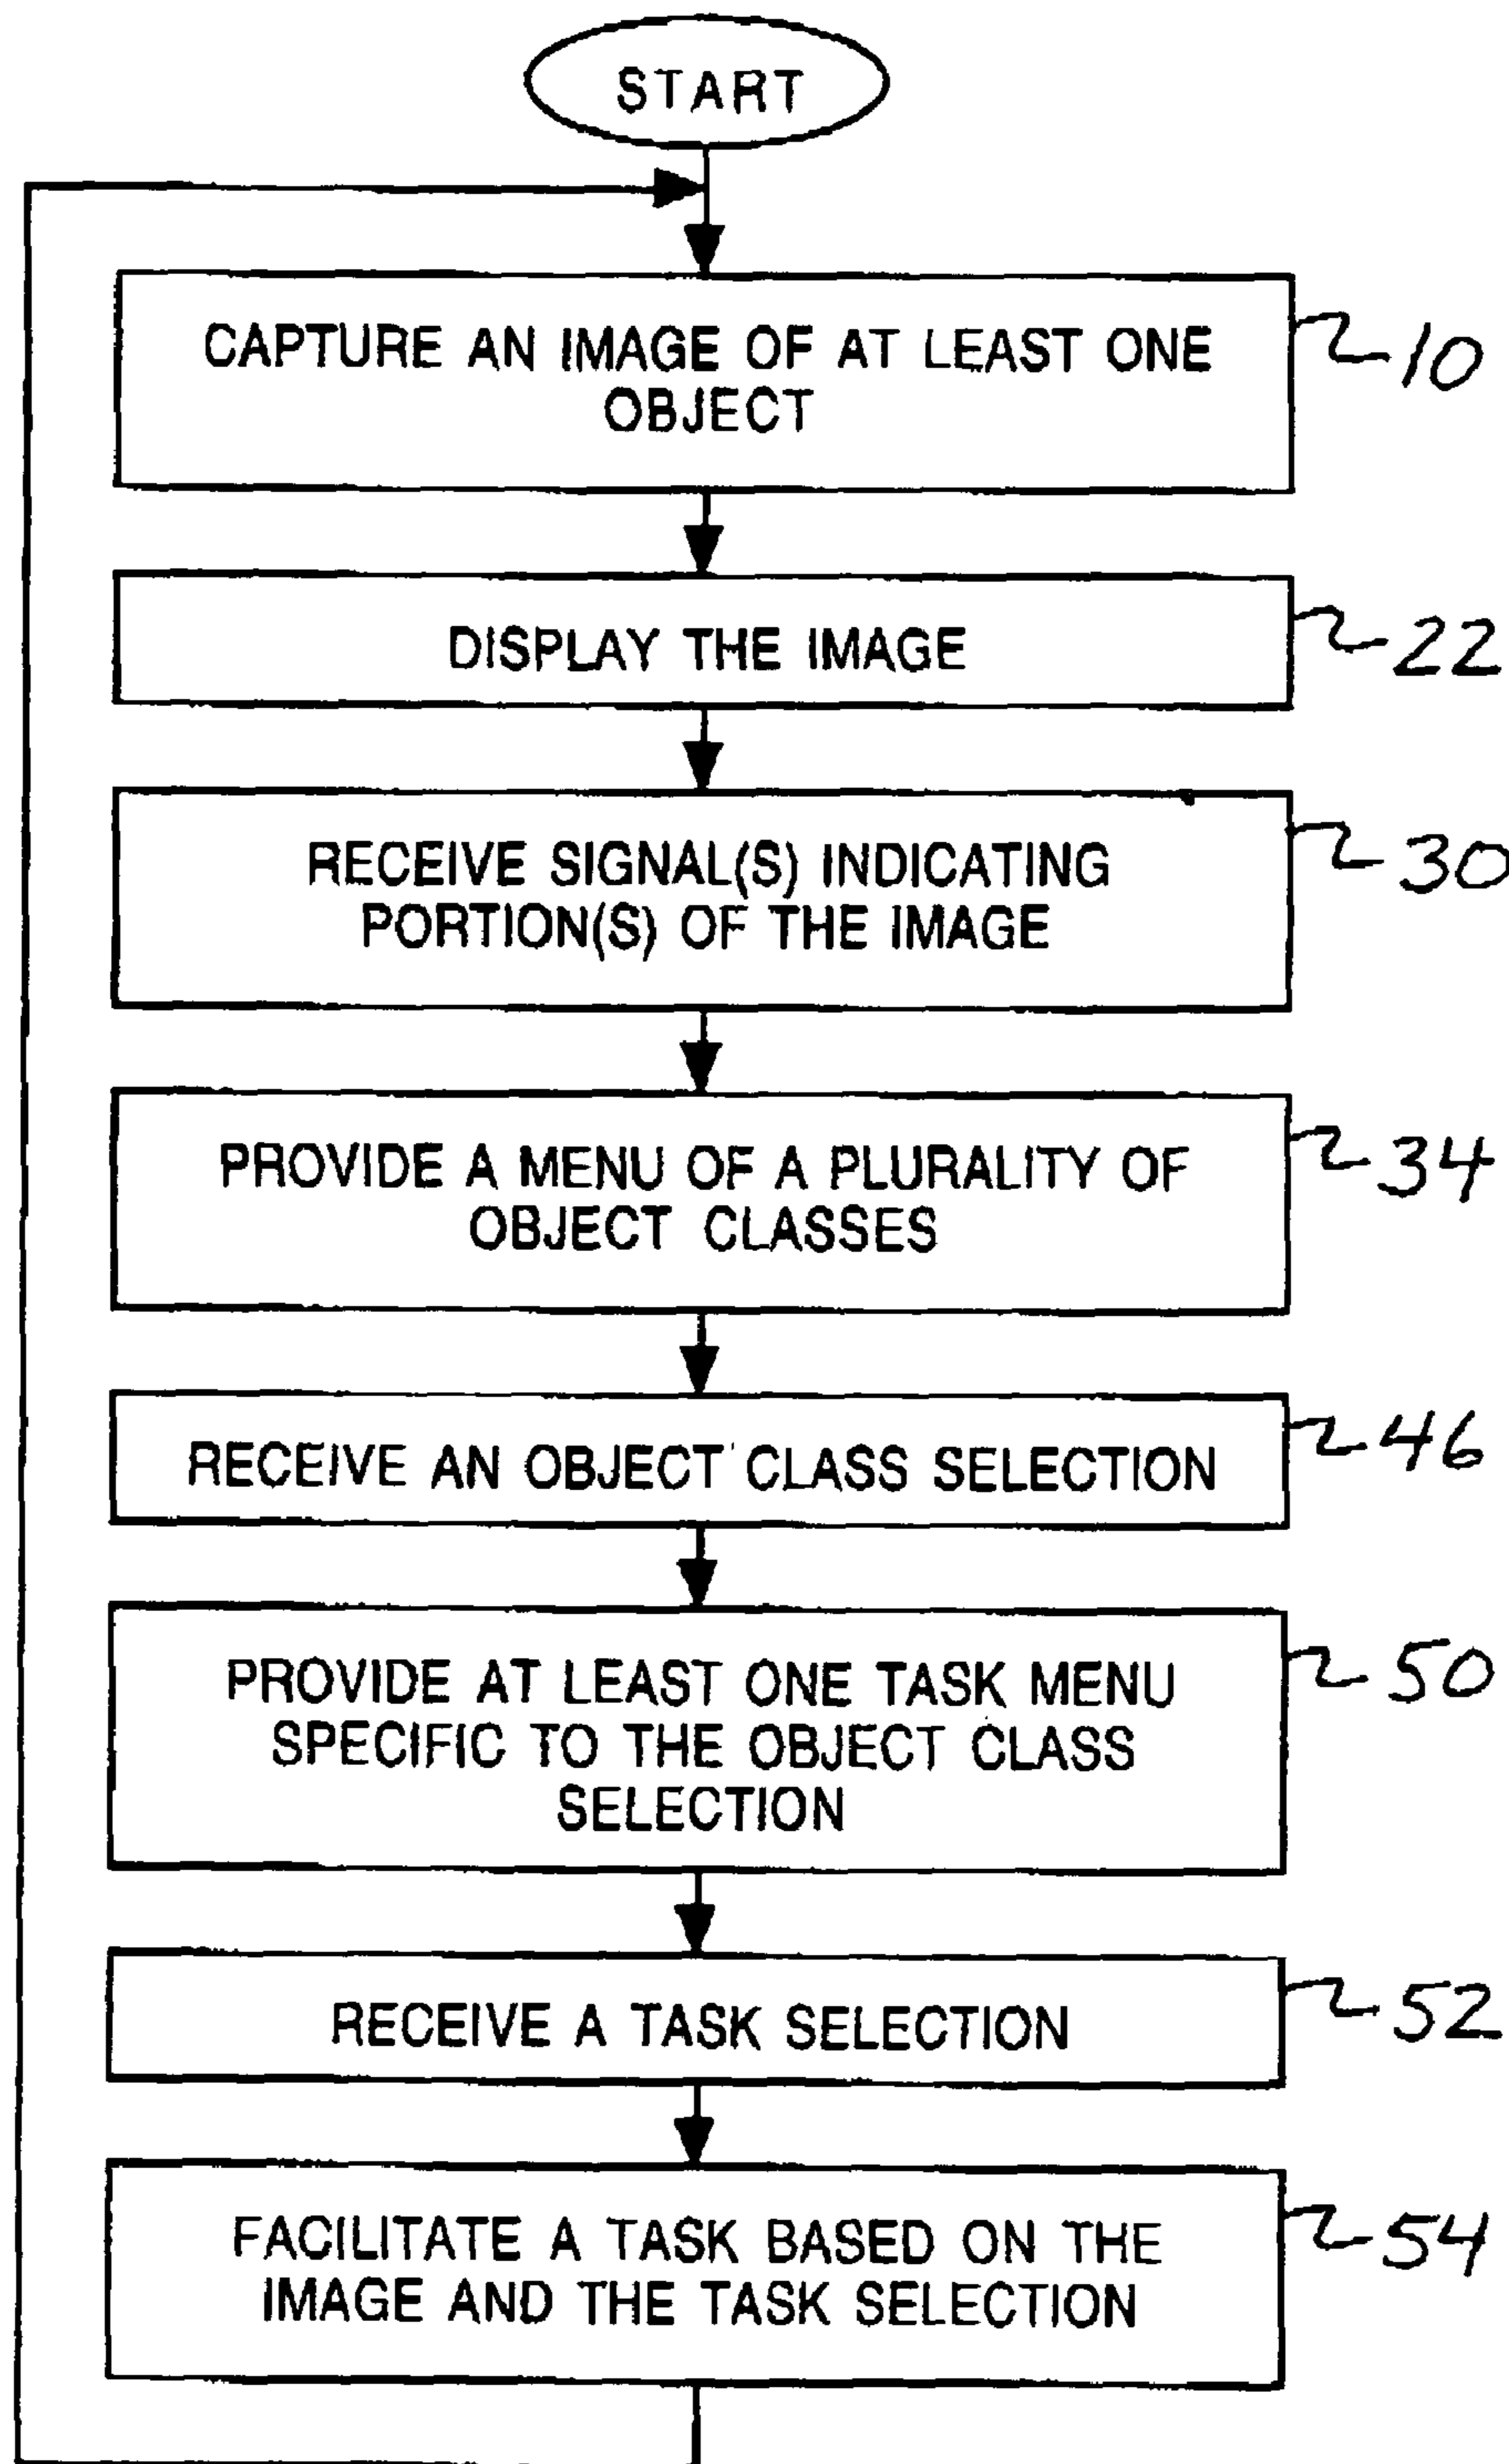 START
CAPTURE AN IMAGE OF AT LEAST ONE
OBJECT
10
DISPLAY THE IMAGE
22
RECEIVE SIGNAL(S) INDICATING
PORTION(S) OF THE IMAGE
30
PROVIDE A MENU OF A PLURALITY OF
OBJECT CLASSES
34
RECEIVE AN OBJECT CLASS SELECTION
46
PROVIDE AT LEAST ONE TASK MENU
SPECIFIC TO THE OBJECT CLASS
SELECTION
50
RECEIVE A TASK SELECTION
52
FACILITATE A TASK BASED ON THE
IMAGE AND THE TASK SELECTION
54